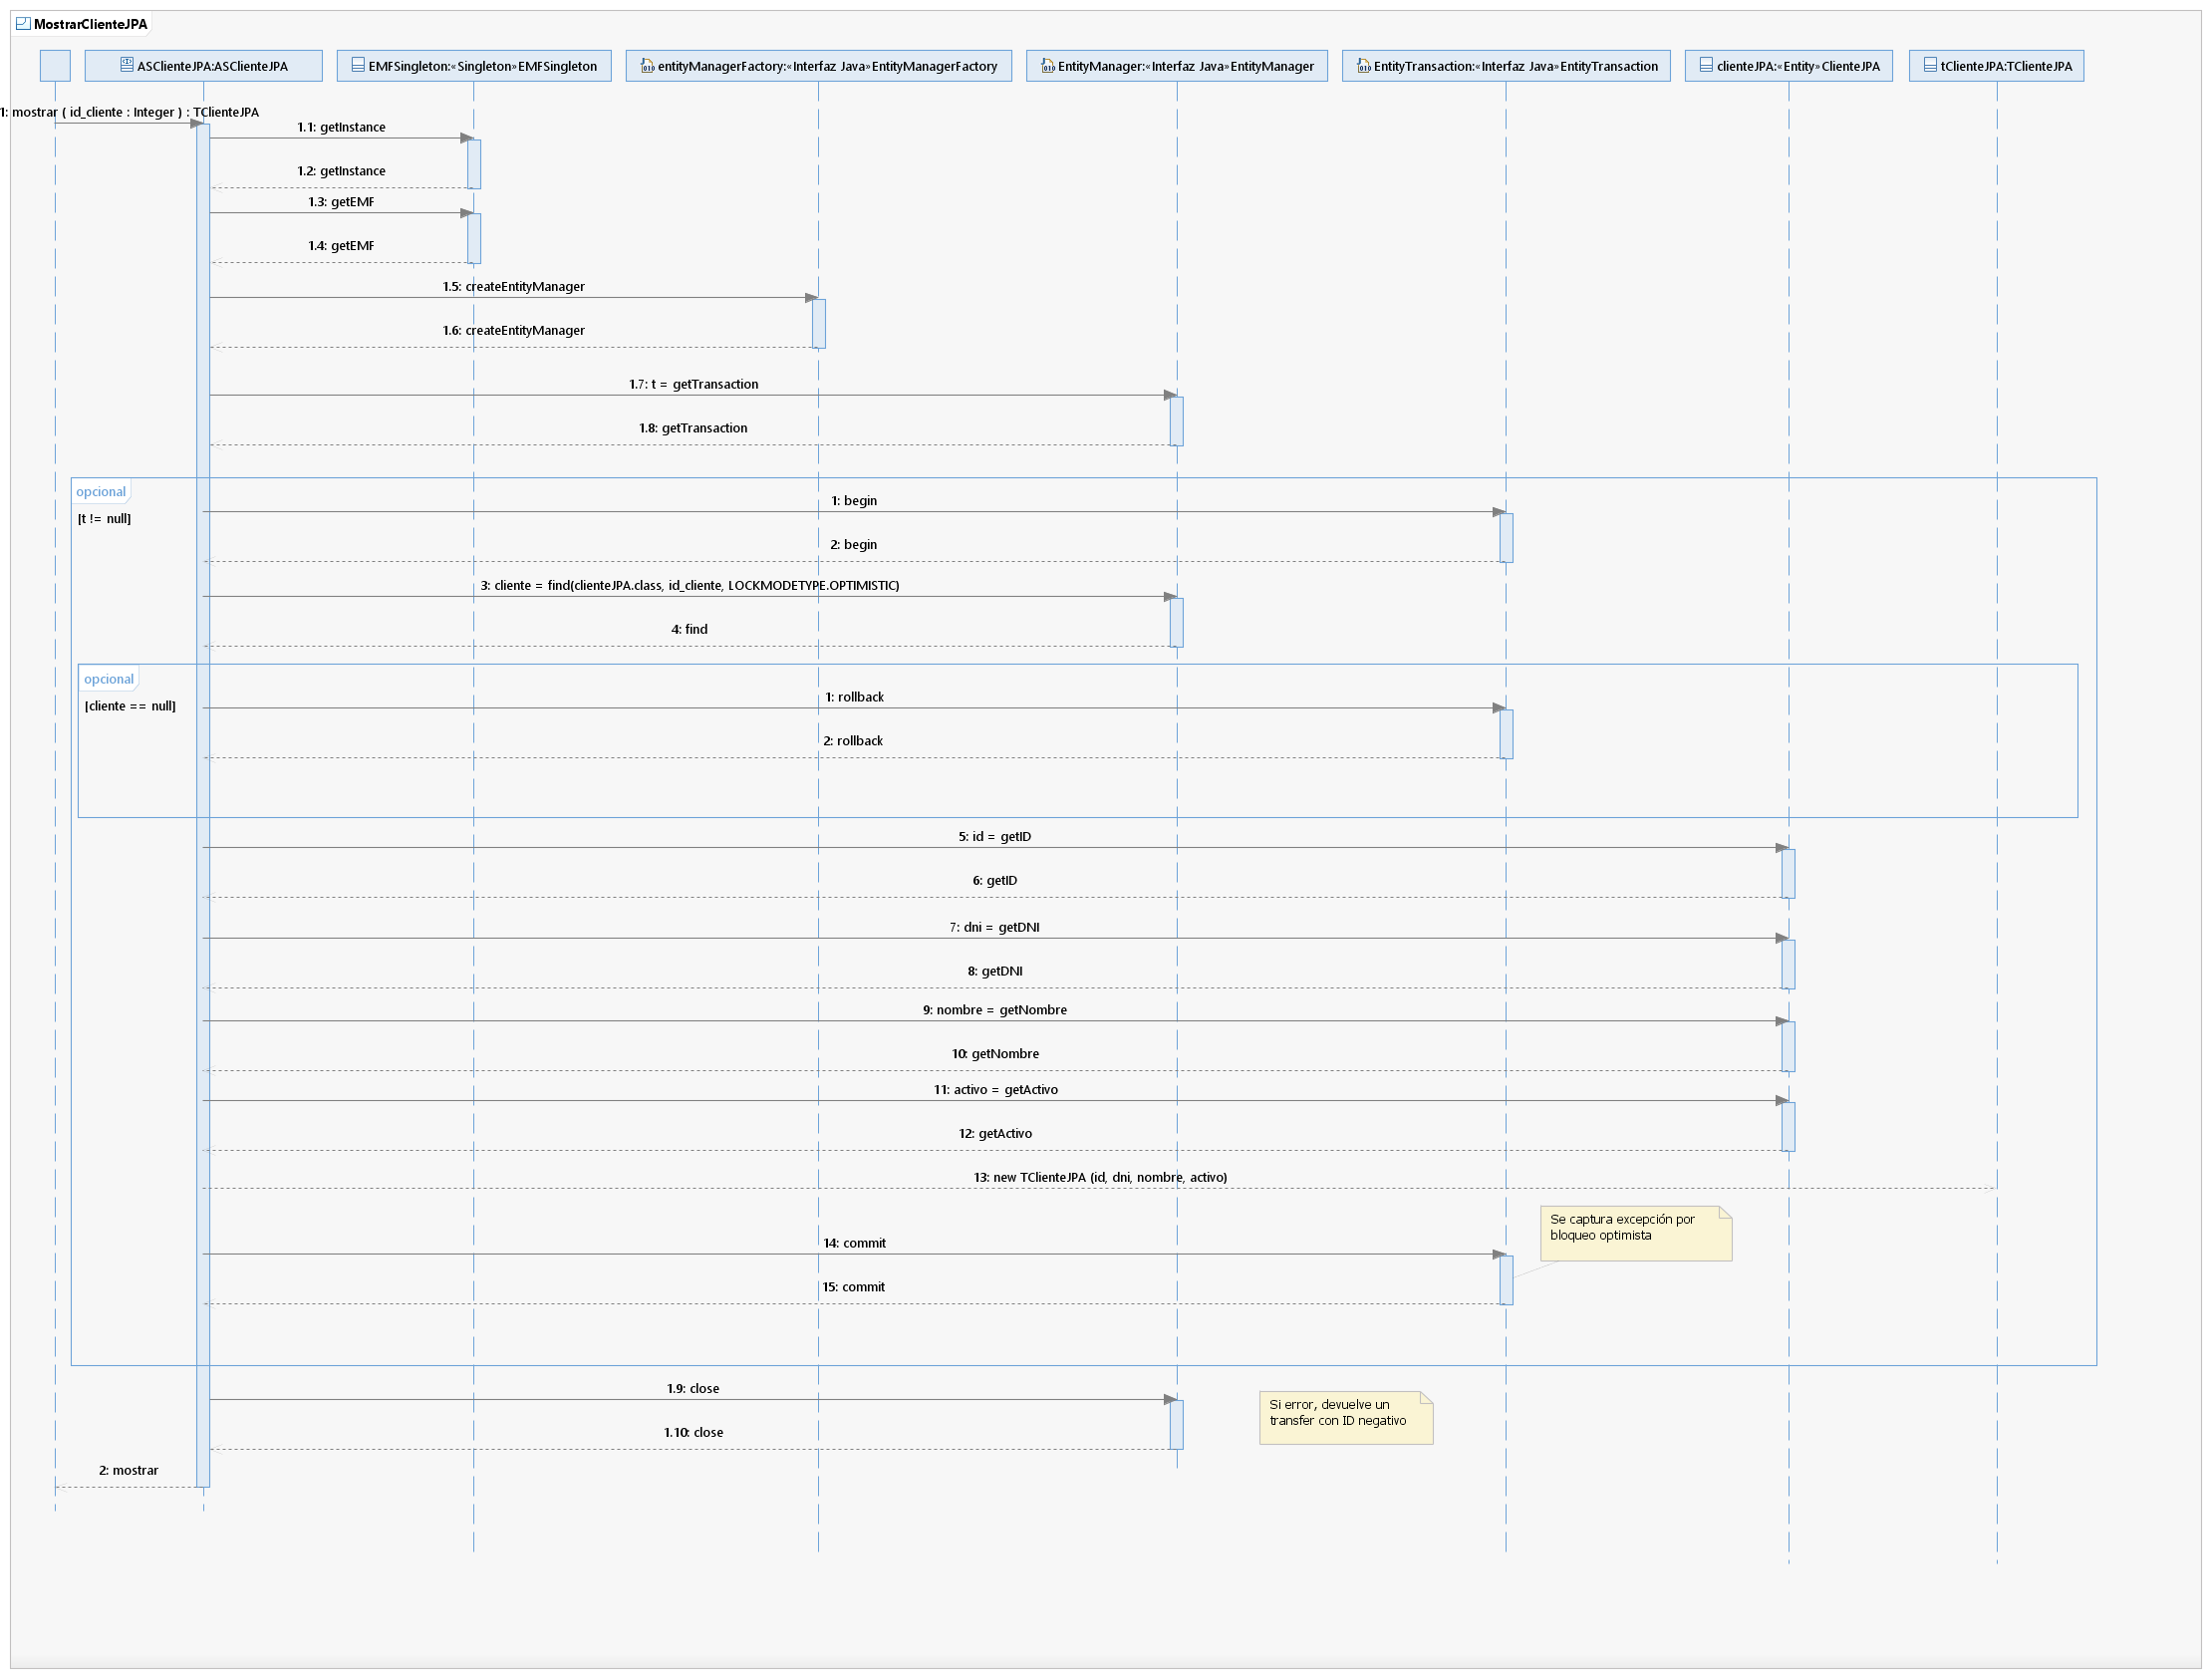 MostrarClienteJPA
ASClienteJPA:ASClienteJPA
EMFSingleton:«Singleton»EMFSingleton
entityManagerFactory:«Interfaz Java»EntityManagerFactory
EntityManager:«Interfaz Java»EntityManager
EntityTransaction:«Interfaz Java»EntityTransaction
clienteJPA:«Entity»ClienteJPA
tClienteJPA:TClienteJPA
1: mostrar ( id_cliente : Integer ) : TClienteJPA
1.1: getInstance
1.2: getInstance
1.3: getEMF
1.4: getEMF
1.5: createEntityManager
1.6: createEntityManager
1.7: t = getTransaction
1.8: getTransaction
opcional
[t != null]
1: begin
2: begin
3: cliente = find(clienteJPA.class, id_cliente, LOCKMODETYPE.OPTIMISTIC)
4: find
opcional
[cliente == null]
1: rollback
2: rollback
5: id = getID
6: getID
7: dni = getDNI
8: getDNI
9: nombre = getNombre
10: getNombre
11: activo = getActivo
12: getActivo
13: new TClienteJPA (id, dni, nombre, activo)
Se captura excepción por
bloqueo optimista
14: commit
15: commit
1.9: close
Si error, devuelve un
transfer con ID negativo
1.10: close
2: mostrar